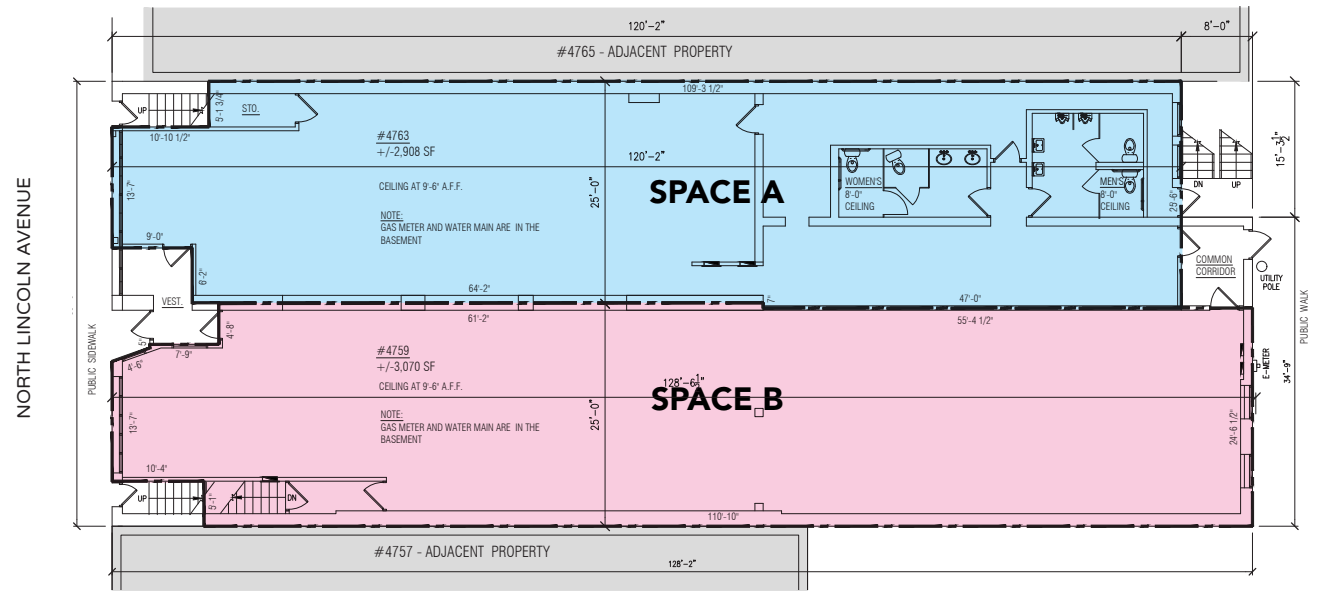 120'-2"
8'-0"
#4765 - ADJACENT PROPERTY
109'-3 1/2"
UP
5'-1 3/4"
STO.
10'-10 1/2"
#4763
+/-2,908 SF
120'-2"
CEILING AT 9'-6" A.F.F.
NOTE:
GAS METER AND WATER MAIN ARE IN THE
BASEMENT
25'-0"
SPACE A
WOMEN'S
8'-0"
CEILING
MEN'S
8'-0"
CEILING
25'-6"
DN
UP
15'-3 1/2"
13'-7"
9'-0"
6'-2"
VEST.
64'-2"
7"
47'-0"
COMMON
CORRIDOR
UTILITY
POLE
NORTH LINCOLN AVENUE
PUBLIC SIDEWALK
PUBLIC WALK
61'-2"
55'-4 1/2"
4'-8"
5"
7'-9"
4'-6"
#4759
+/-3,070 SF
CEILING AT 9'-6" A.F.F.
128'-6 1/2"
SPACE B
E-METER
34'-9"
NOTE:
GAS METER AND WATER MAIN ARE IN THE
BASEMENT
25'-0"
13'-7"
24'-6 1/2"
10'-4"
UP
5'-1"
DN
110'-10"
#4757 - ADJACENT PROPERTY
128'-2"